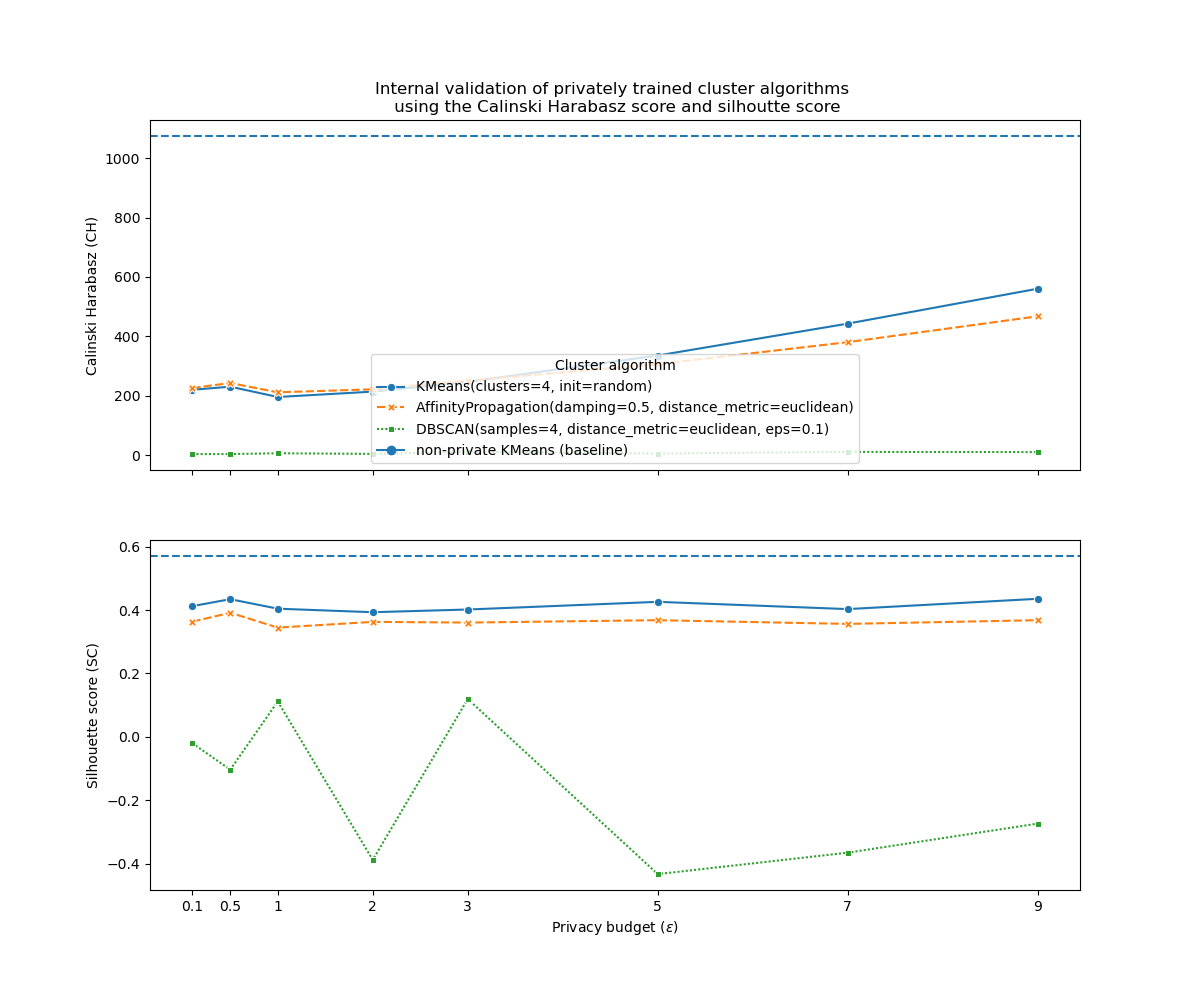 Internal validation of privately trained cluster algorithms
using the Calinski Harabasz score and silhoutte score
Calinski Harabasz (CH)
1000
800
600
400
200
0
Cluster algorithm
KMeans(clusters=4, init=random)
AffinityPropagation(damping=0.5, distance_metric=euclidean)
DBSCAN(samples=4, distance_metric=euclidean, eps=0.1)
non-private KMeans (baseline)
Silhouette score (SC)
0.6
0.4
0.2
0.0
−0.2
−0.4
0.1 0.5 1 2 3 5 7 9
Privacy budget (ε)